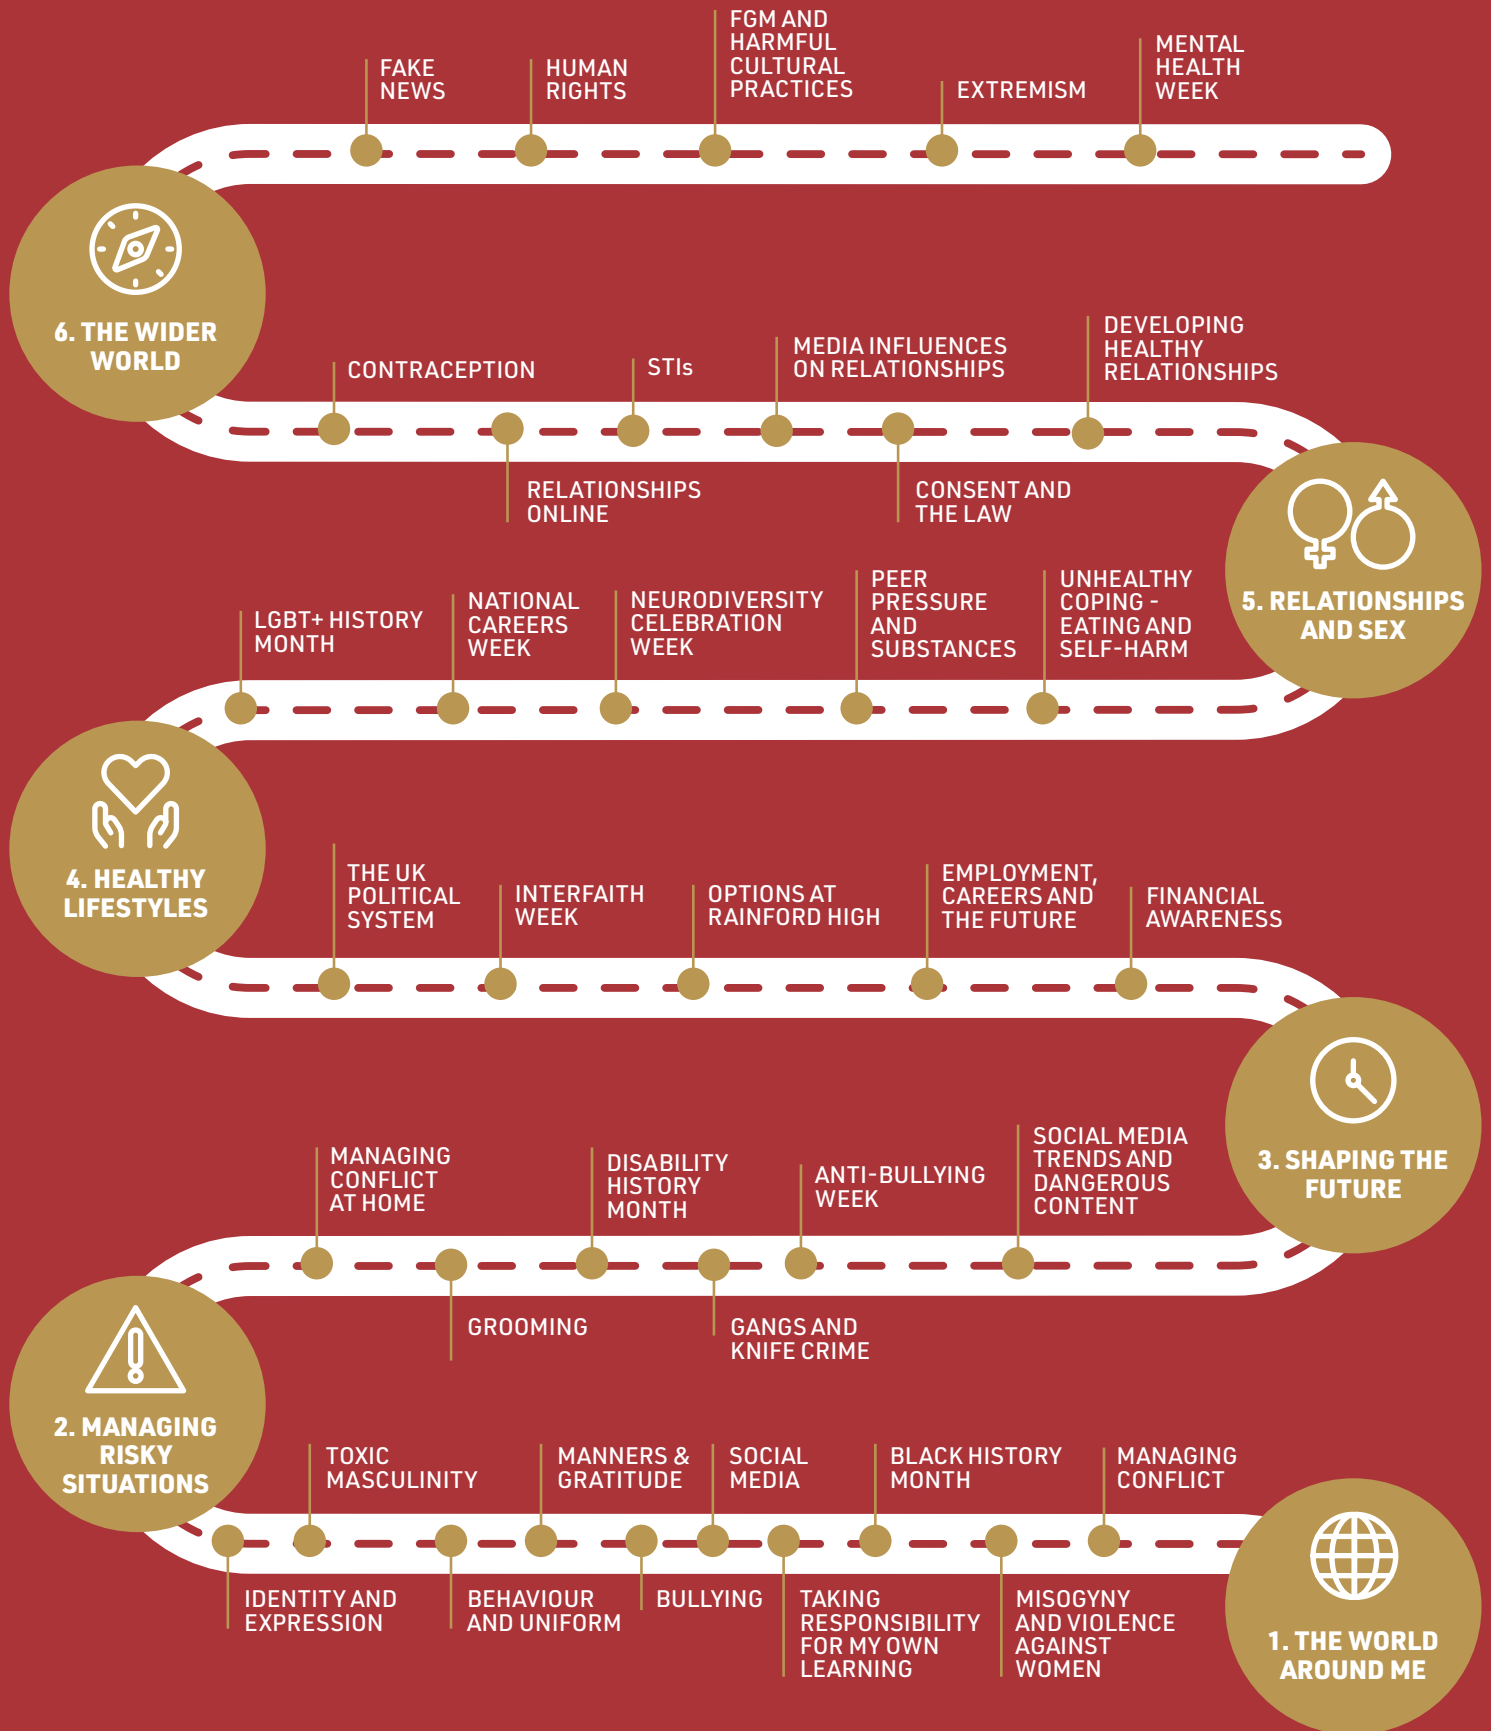 FAKE
NEWS
HUMAN
RIGHTS
FGM AND
HARMFUL
CULTURAL
PRACTICES
EXTREMISM
MENTAL
HEALTH
WEEK
6. THE WIDER
WORLD
CONTRACEPTION
STIs
MEDIA INFLUENCES
ON RELATIONSHIPS
DEVELOPING
HEALTHY
RELATIONSHIPS
RELATIONSHIPS
ONLINE
CONSENT AND
THE LAW
5. RELATIONSHIPS
AND SEX
LGBT+ HISTORY
MONTH
NATIONAL
CAREERS
WEEK
NEURODIVERSITY
CELEBRATION
WEEK
PEER
PRESSURE
AND
SUBSTANCES
UNHEALTHY
COPING -
EATING AND
SELF-HARM
4. HEALTHY
LIFESTYLES
THE UK
POLITICAL
SYSTEM
INTERFAITH
WEEK
OPTIONS AT
RAINFORD HIGH
EMPLOYMENT,
CAREERS AND
THE FUTURE
FINANCIAL
AWARENESS
3. SHAPING THE
FUTURE
MANAGING
CONFLICT
AT HOME
DISABILITY
HISTORY
MONTH
ANTI-BULLYING
WEEK
SOCIAL MEDIA
TRENDS AND
DANGEROUS
CONTENT
GROOMING
GANGS AND
KNIFE CRIME
2. MANAGING
RISKY
SITUATIONS
TOXIC
MASCULINITY
MANNERS &
GRATITUDE
SOCIAL
MEDIA
BLACK HISTORY
MONTH
MANAGING
CONFLICT
IDENTITY AND
EXPRESSION
BEHAVIOUR
AND UNIFORM
BULLYING
TAKING
RESPONSIBILITY
FOR MY OWN
LEARNING
MISOGYNY
AND VIOLENCE
AGAINST
WOMEN
1. THE WORLD
AROUND ME